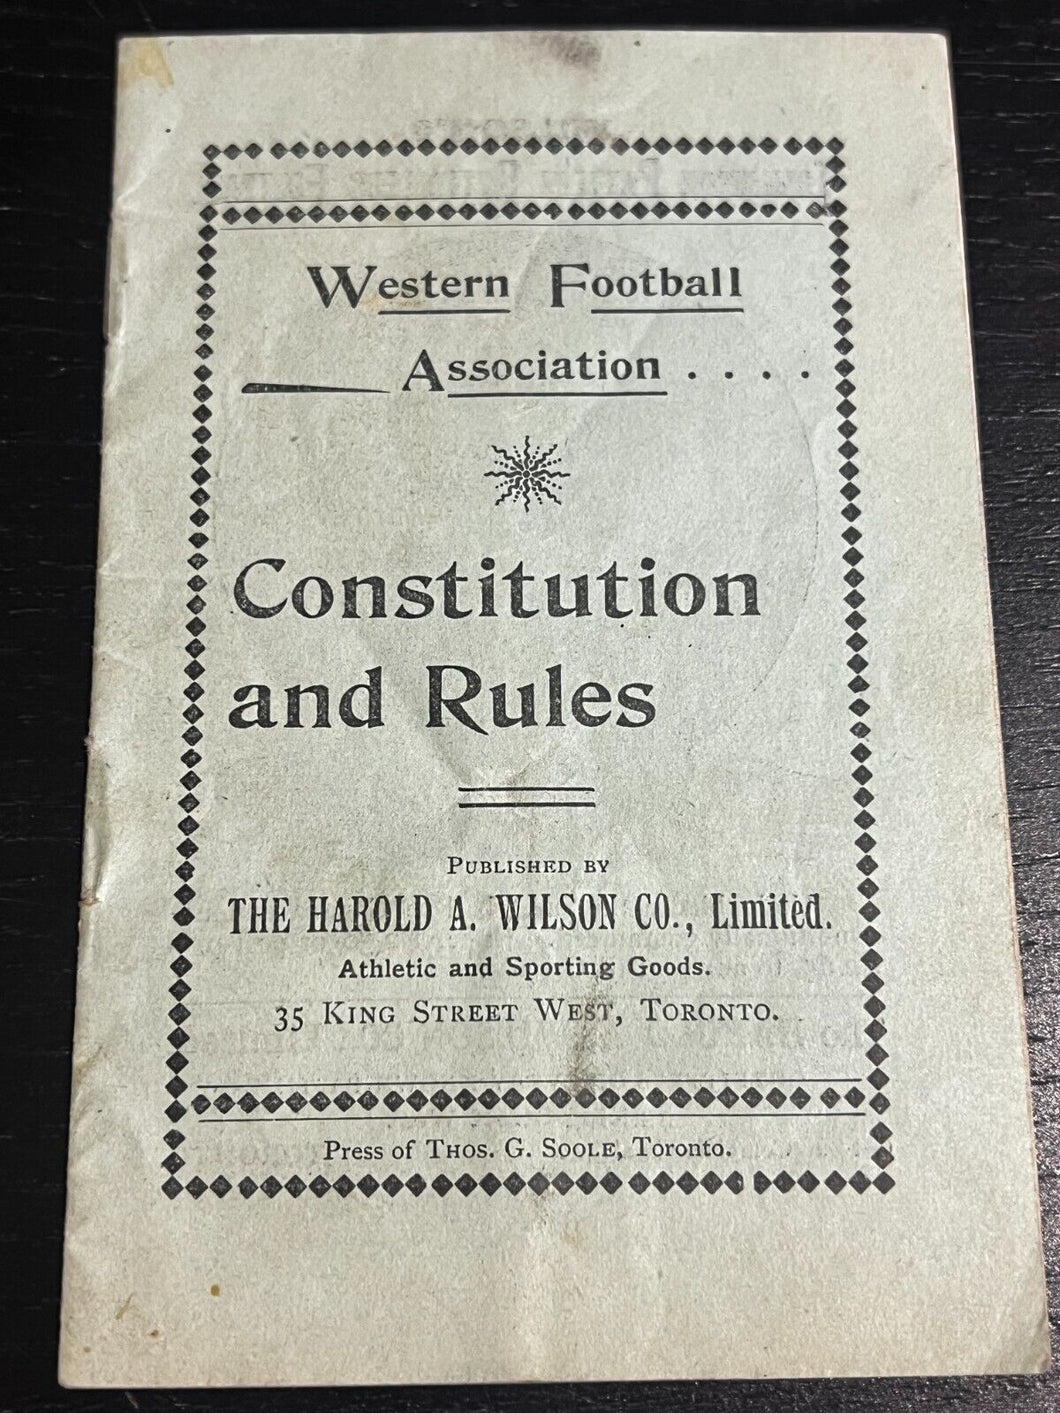 Western Football
Association . . . .
Constitution
and Rules
PUBLISHED BY
THE HAROLD A. WILSON CO., Limited.
Athletic and Sporting Goods.
35 KING STREET WEST, TORONTO.
Press of THOS. G. SOOLE, Toronto.